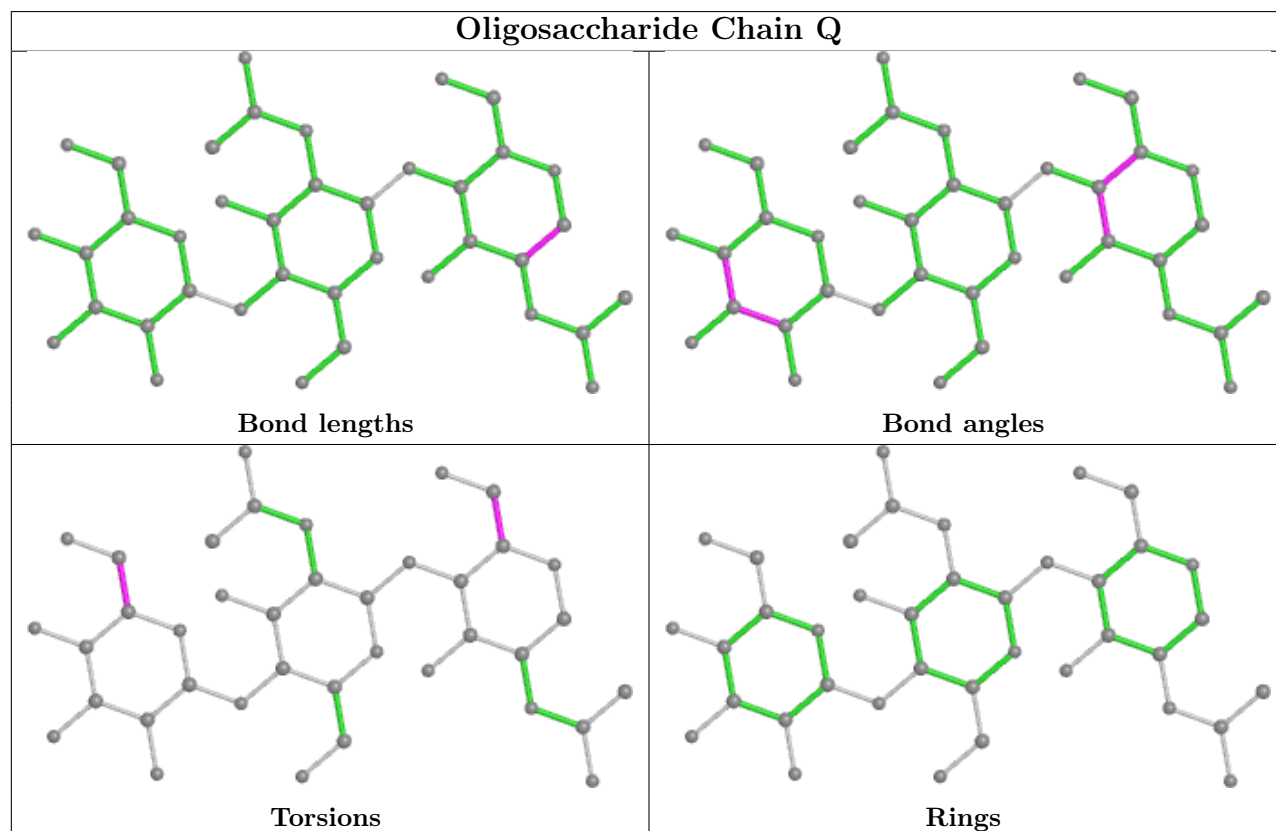 Oligosaccharide Chain Q
Bond lengths
Bond angles
Torsions
Rings